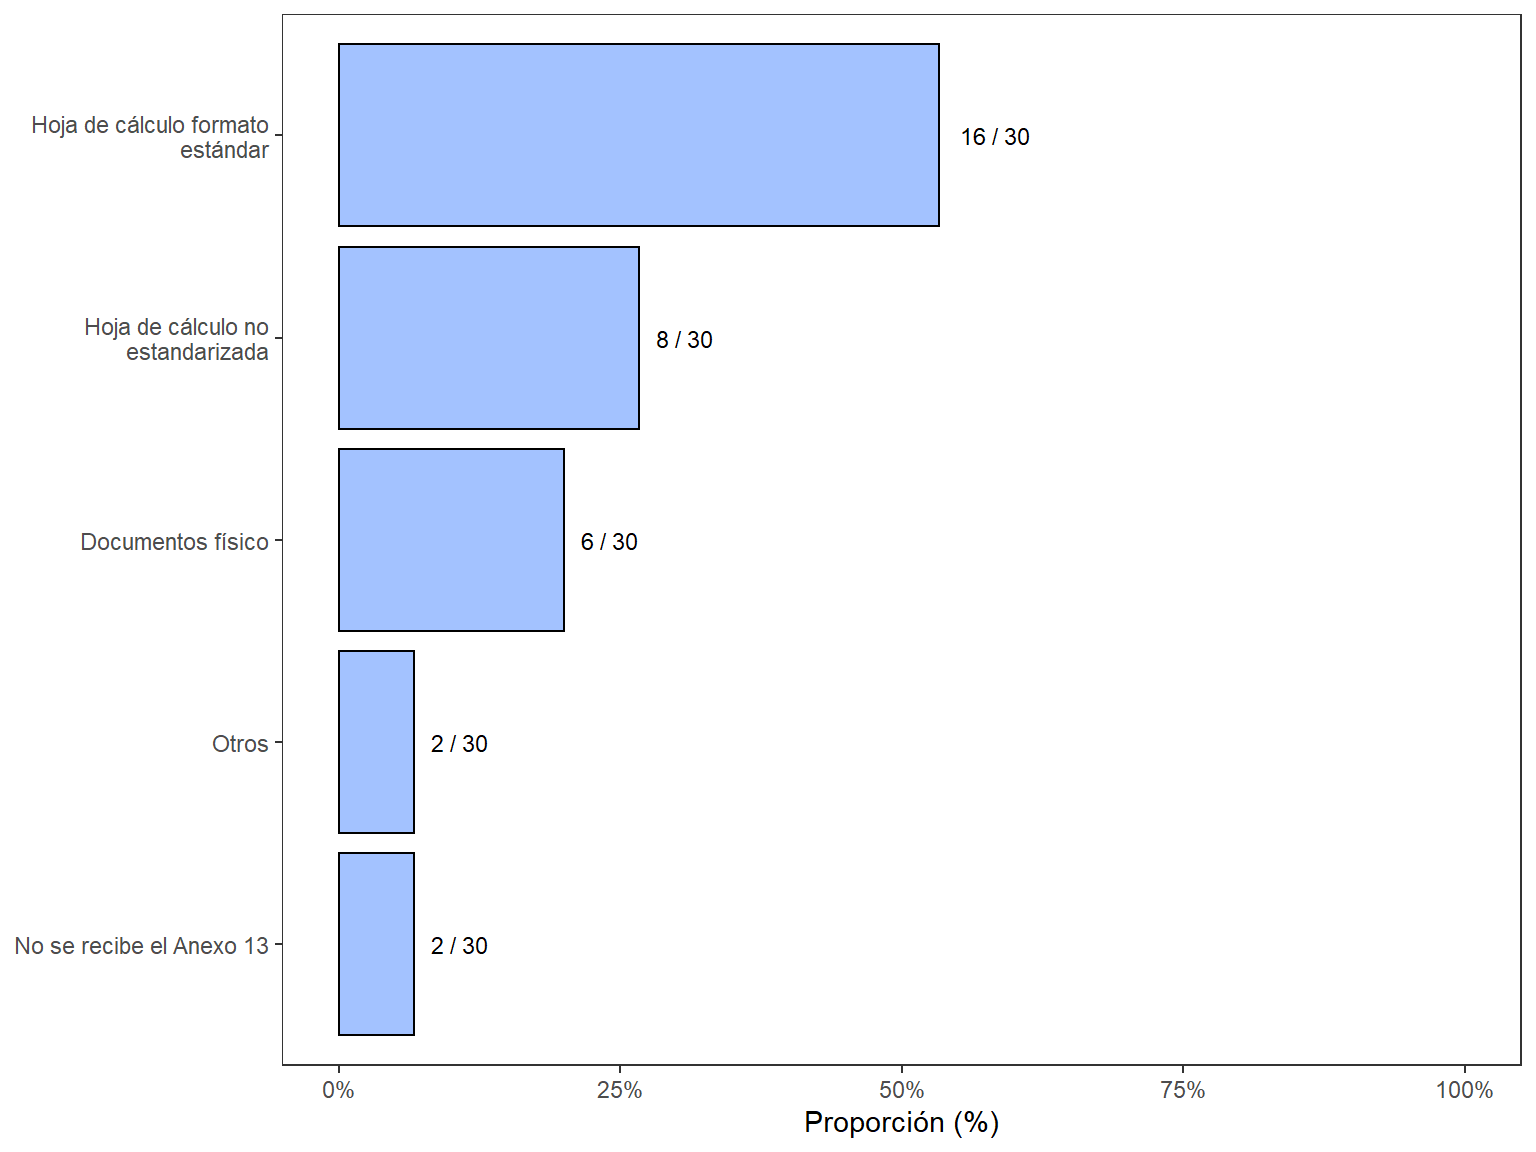 Hoja de cálculo formato
estándar
16 / 30
Hoja de cálculo no
estandarizada
8 / 30
Documentos físico
6 / 30
Otros
2 / 30
No se recibe el Anexo 13
2 / 30
0%
25%
50%
75%
100%
Proporción (%)